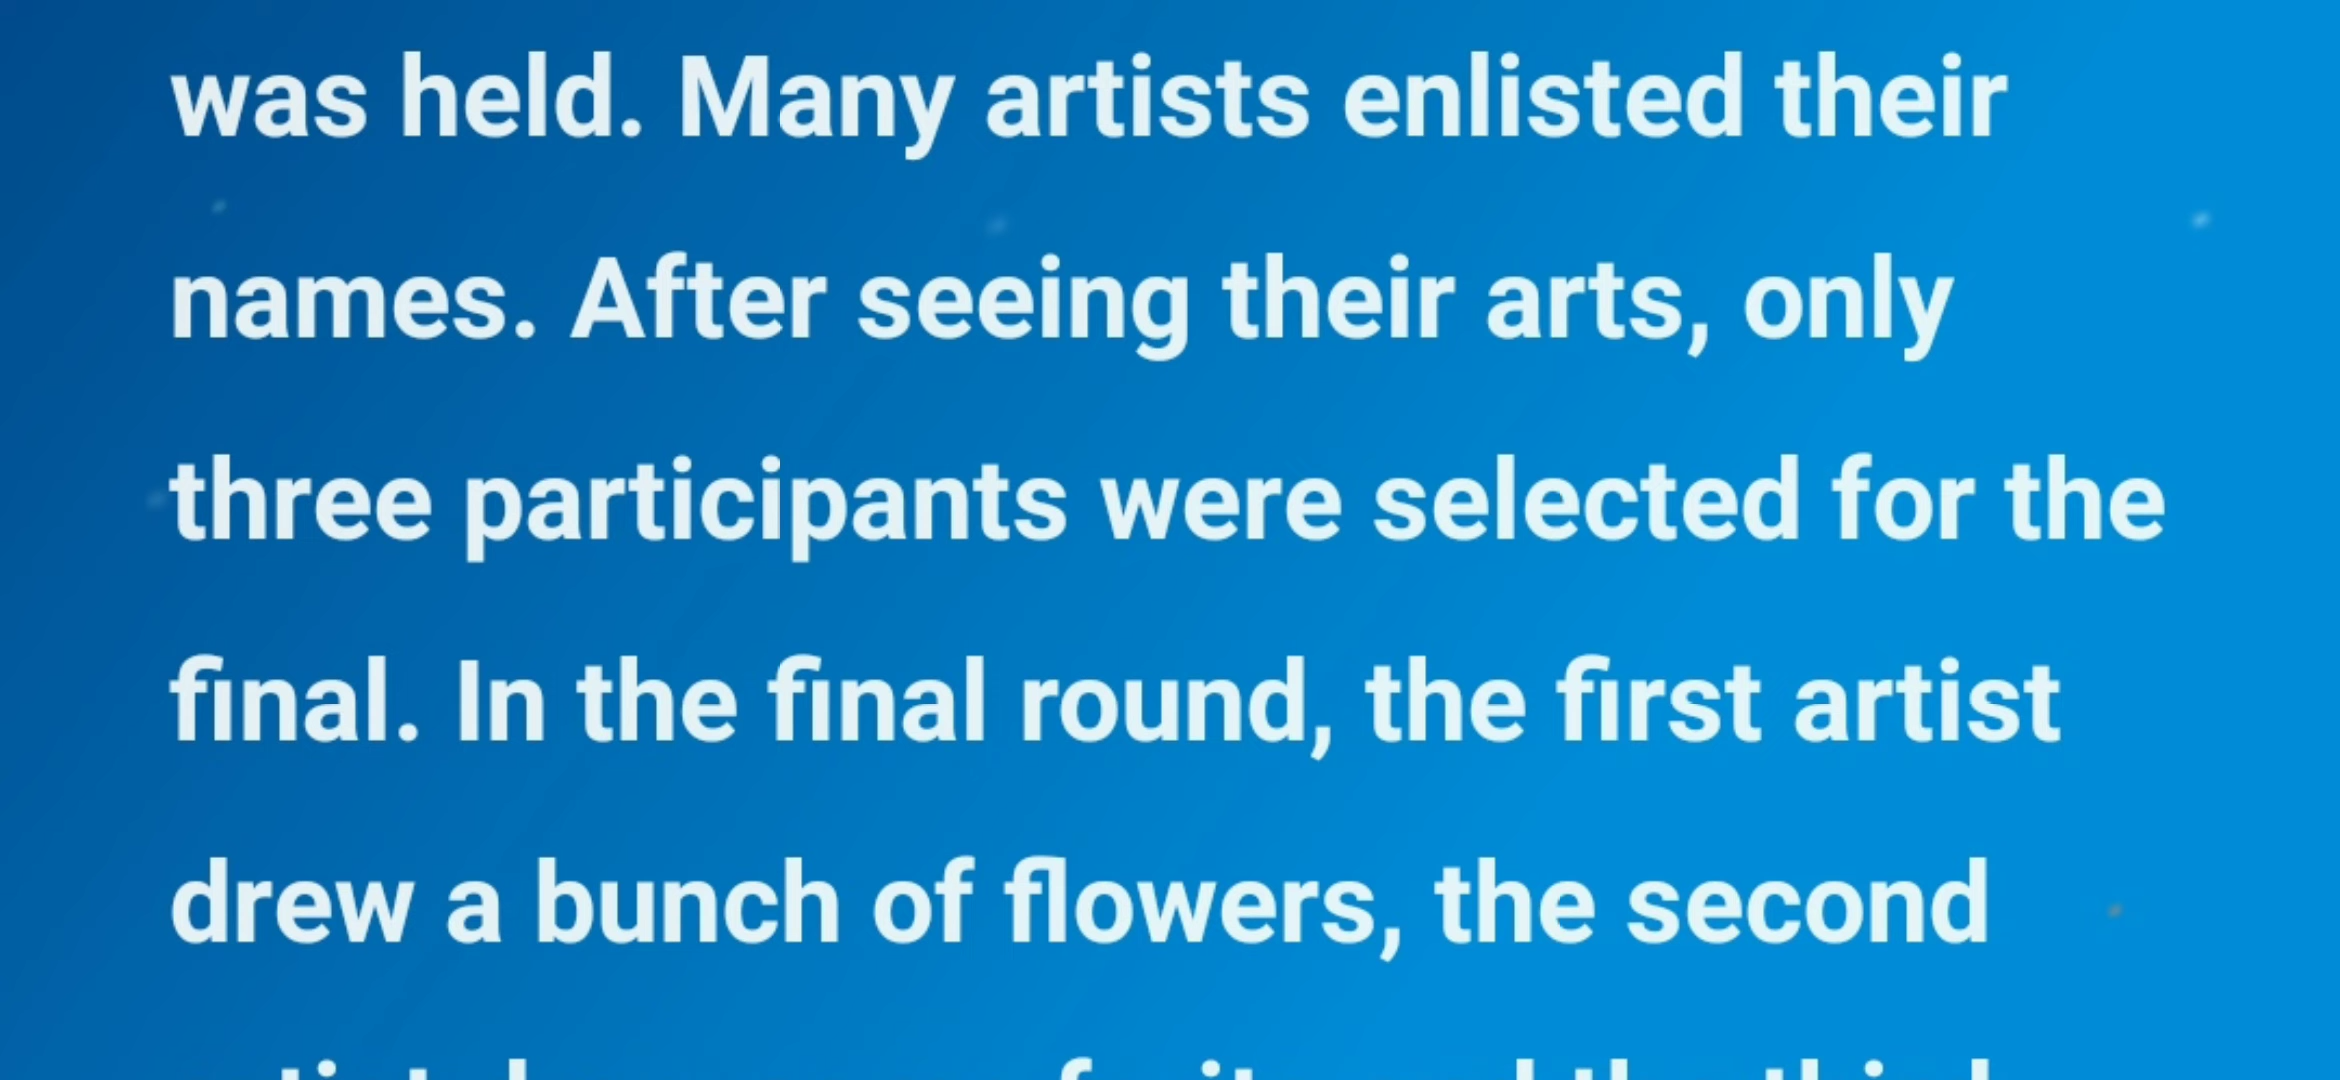 was held. Many artists enlisted their
names. After seeing their arts, only
three participants were selected for the
final. In the final round, the first artist
drew a bunch of flowers, the second